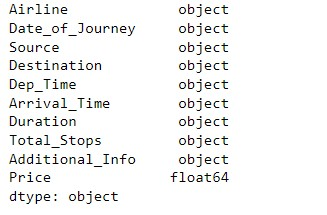 Airline object
Date_of_Journey object
Source object
Destination object
Dep_Time object
Arrival_Time object
Duration object
Total_Stops object
Additional_Info object
Price float64
dtype: object